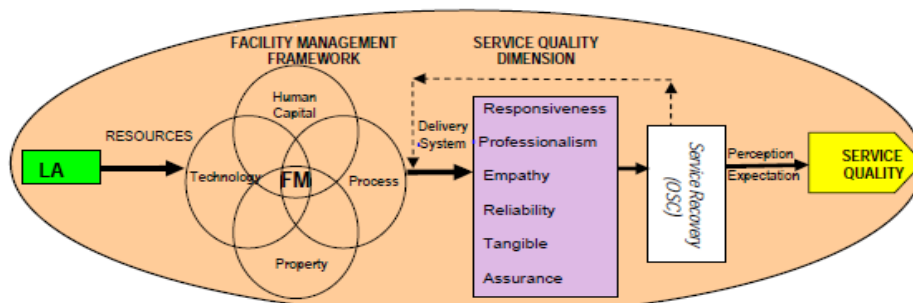 FACILITY MANAGEMENT
FRAMEWORK
SERVICE QUALITY
DIMENSION
Human
Capital
RESOURCES
LA
Technology
FM
Process
Property
Delivery
System
Responsiveness
Professionalism
Empathy
Reliability
Tangible
Assurance
Service Recovery
(OSC)
Perception
Expectation
SERVICE
QUALITY